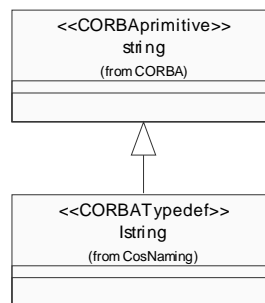 <<CORBAprimitive>>
string
(from CORBA)
<<CORBATypedef>>
Istring
(from CosNaming)